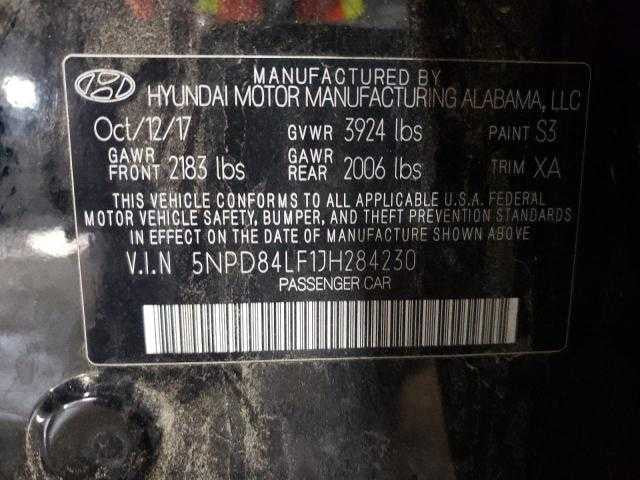 MANUFACTURED BY
HYUNDAI MOTOR MANUFACTURING ALABAMA, LLC
Oct/12/17 GVWR 3924 lbs PAINT S3
GAWR FRONT 2183 lbs GAWR REAR 2006 lbs TRIM XA
THIS VEHICLE CONFORMS TO ALL APPLICABLE U.S.A. FEDERAL
MOTOR VEHICLE SAFETY, BUMPER, AND THEFT PREVENTION STANDARDS
IN EFFECT ON THE DATE OF MANUFACTURE SHOWN ABOVE.
V.I.N 5NPD84LF1JH284230
PASSENGER CAR